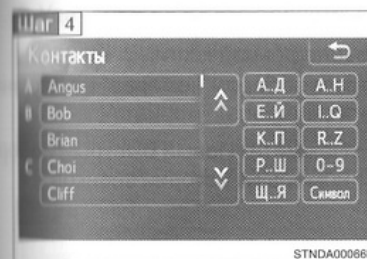 Шаг 4
Контакты
A Angus А..Д A..H
B Bob Е..Й I..Q
Brian К..П R..Z
C Choi Р..Ш 0-9
Cliff Щ..Я Символ
STNDA00066